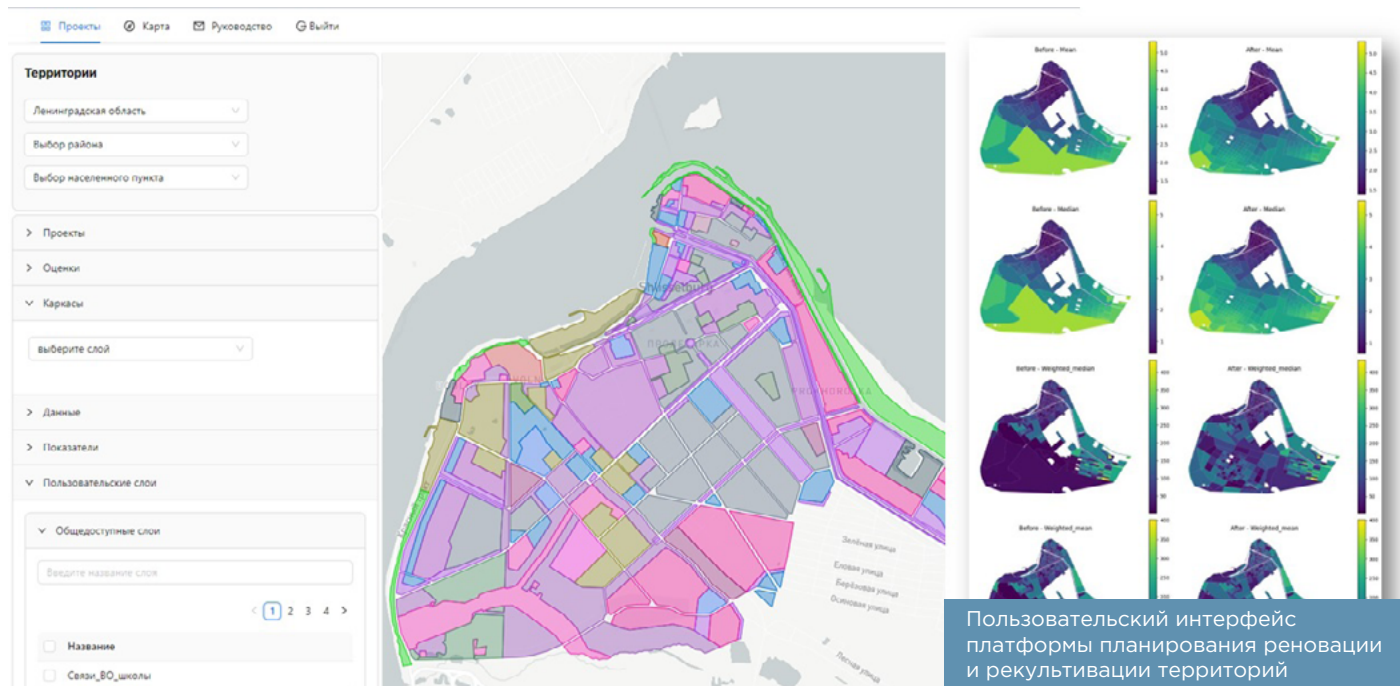 Проекты
Карта
Руководство
Выйти
Территории
Ленинградская область
Выбор района
Выбор населенного пункта
Проекты
Оценки
Каркасы
выберите слой
Данные
Показатели
Пользовательские слои
Общедоступные слои
Введите название слоя
1 2 3 4
Название
Связи_ВО_школы
Shlisselburg
Зелёная улица
Еловая улица
Берёзовая улица
Осиновая улица
Лесная улица
Before - Mean
After - Mean
Before - Median
After - Median
Before - Weighted_median
After - Weighted_median
Before - Weighted_mean
After - Weighted_mean
Пользовательский интерфейс
платформы планирования реновации
и рекультивации территорий